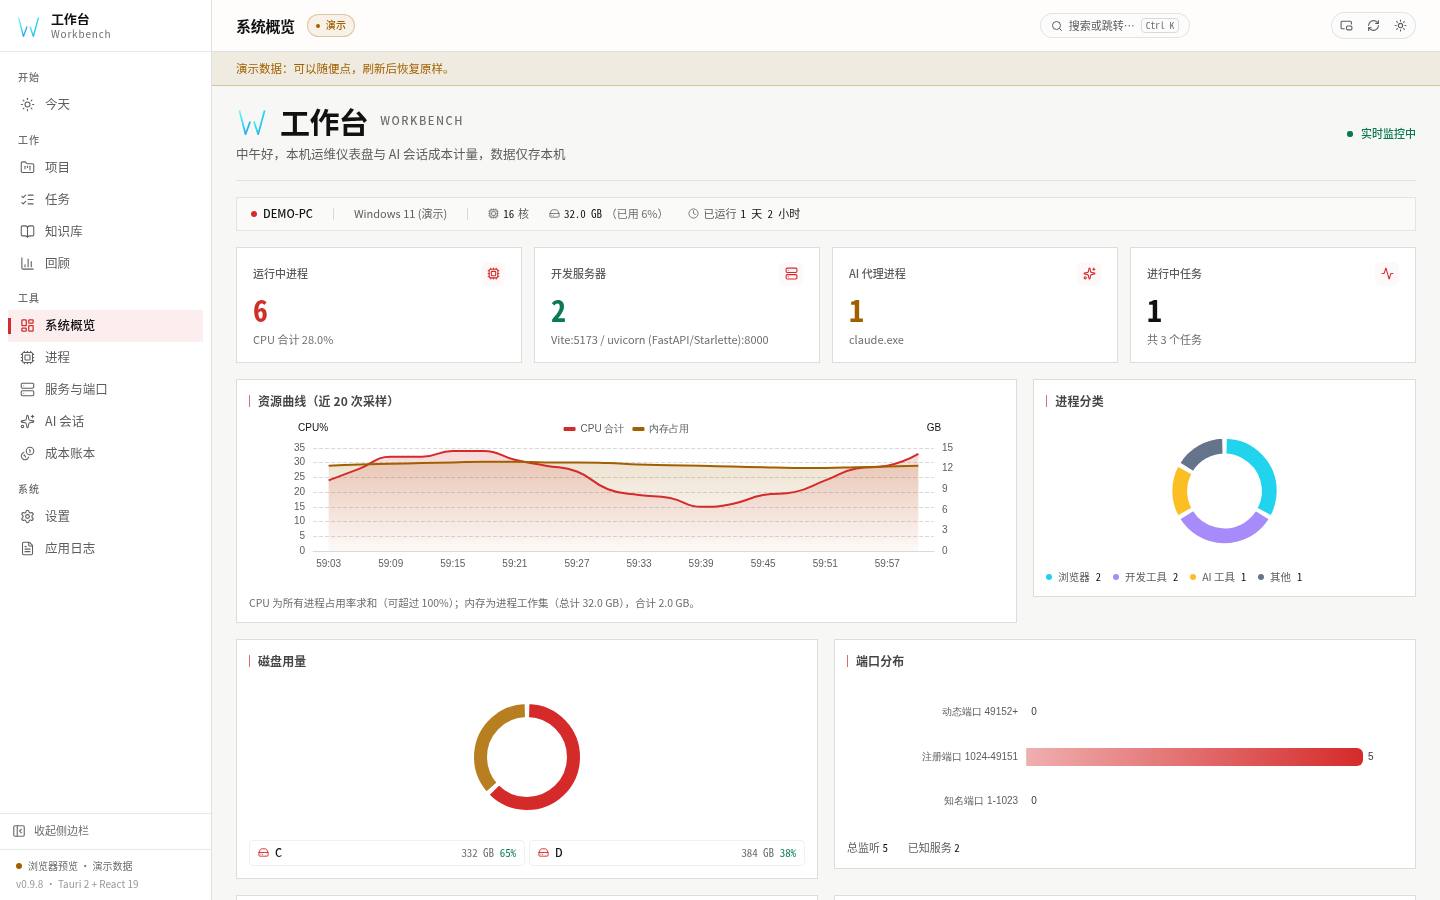 工作台
Workbench
开始
今天
工作
项目
任务
知识库
回顾
工具
系统概览
进程
服务与端口
AI 会话
成本账本
系统
设置
应用日志
收起侧边栏
浏览器预览 · 演示数据
v0.9.8 · Tauri 2 + React 19
系统概览
演示
搜索或跳转… Ctrl K
演示数据：可以随便点，刷新后恢复原样。
工作台 WORKBENCH
中午好，本机运维仪表盘与 AI 会话成本计量，数据仅存本机
实时监控中
DEMO-PC Windows 11 (演示) 16 核 32.0 GB （已用 6%） 已运行 1 天 2 小时
运行中进程
6
CPU 合计 28.0%
开发服务器
2
Vite:5173 / uvicorn (FastAPI/Starlette):8000
AI 代理进程
1
claude.exe
进行中任务
1
共 3 个任务
资源曲线（近 20 次采样）
CPU% CPU 合计 内存占用 GB
35 15
30 12
25
20 9
15 6
10
5 3
0 0
59:03 59:09 59:15 59:21 59:27 59:33 59:39 59:45 59:51 59:57
CPU 为所有进程占用率求和（可超过 100%）；内存为进程工作集（总计 32.0 GB），合计 2.0 GB。
进程分类
浏览器 2 开发工具 2 AI 工具 1 其他 1
磁盘用量
C 332 GB 65%
D 384 GB 38%
端口分布
动态端口 49152+ 0
注册端口 1024-49151 5
知名端口 1-1023 0
总监听 5 已知服务 2